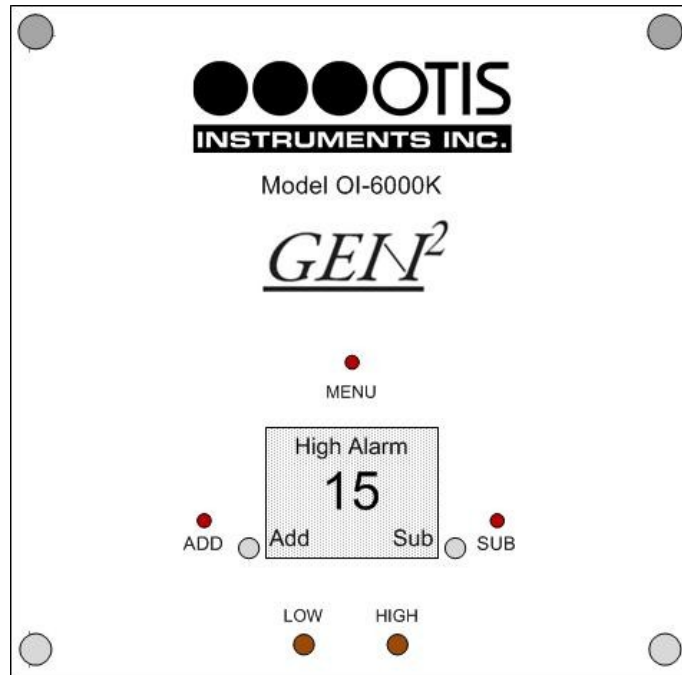 OTIS
INSTRUMENTS INC.
Model OI-6000K
GEN²
MENU
High Alarm
15
Add Sub
ADD SUB
LOW HIGH